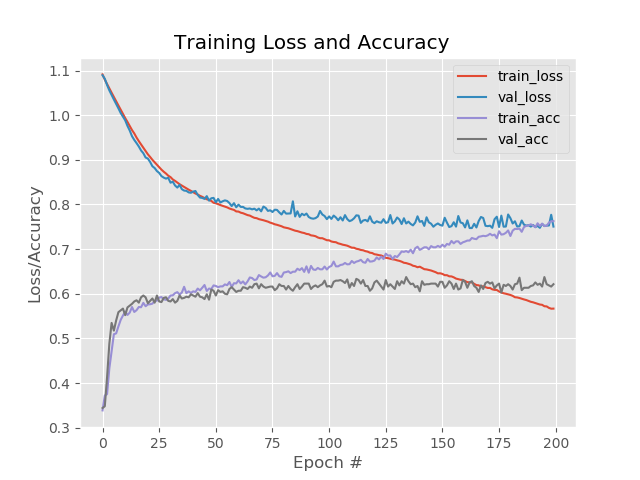 Training Loss and Accuracy
train_loss
val_loss
train_acc
val_acc
Loss/Accuracy
1.1
1.0
0.9
0.8
0.7
0.6
0.5
0.4
0.3
0 25 50 75 100 125 150 175 200
Epoch #